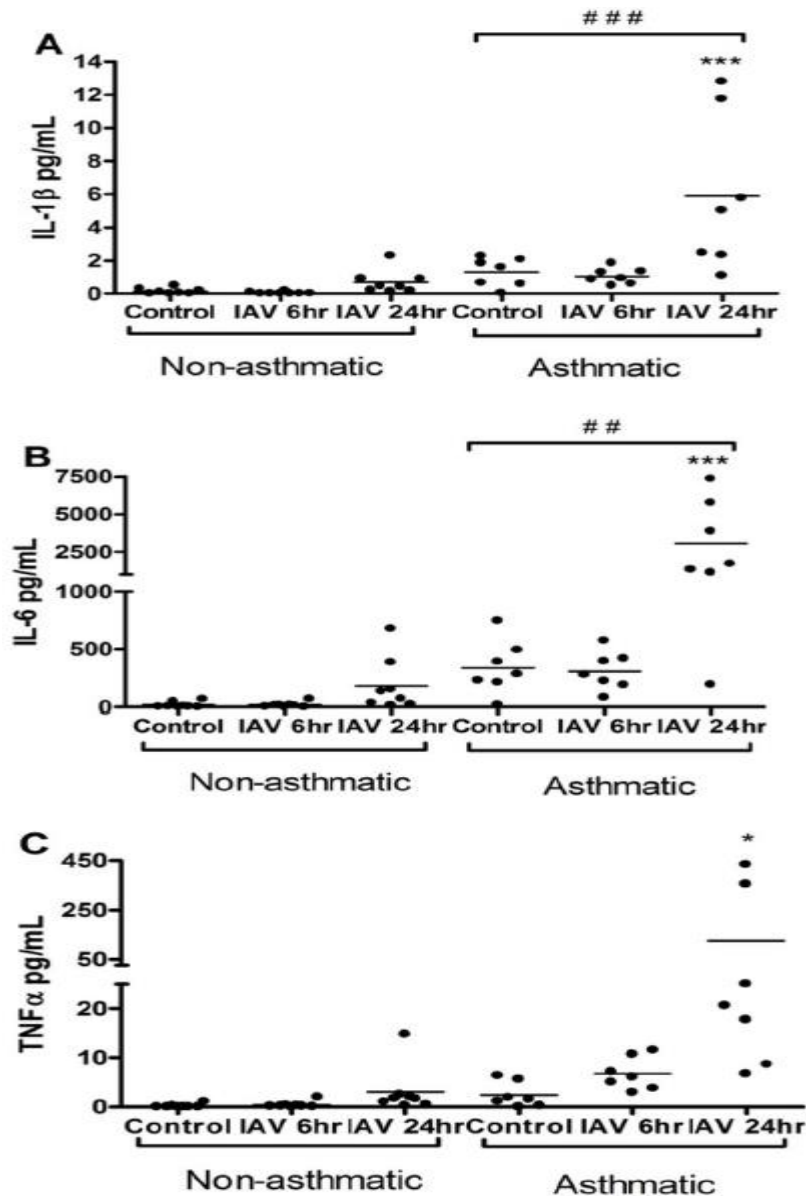 A
# # #
***
14
12
10
8
6
4
2
0
IL-1β pg/mL
Control IAV 6hr IAV 24hr Control IAV 6hr IAV 24hr
Non-asthmatic Asthmatic
B
# #
***
7500
5000
2500
1000
500
0
IL-6 pg/mL
Control IAV 6hr IAV 24hr Control IAV 6hr IAV 24hr
Non-asthmatic Asthmatic
C
*
450
250
50
20
10
0
TNFα pg/mL
Control IAV 6hr IAV 24hr Control IAV 6hr IAV 24hr
Non-asthmatic Asthmatic